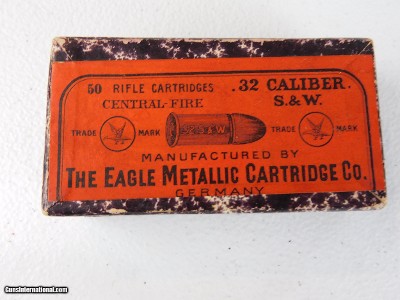 50 RIFLE CARTRIDGES .32 CALIBER.
CENTRAL-FIRE S.&W.
32 S&W
TRADE MARK TRADE MARK
MANUFACTURED BY
THE EAGLE METALLIC CARTRIDGE CO.
GERMANY
GunsInternational.com